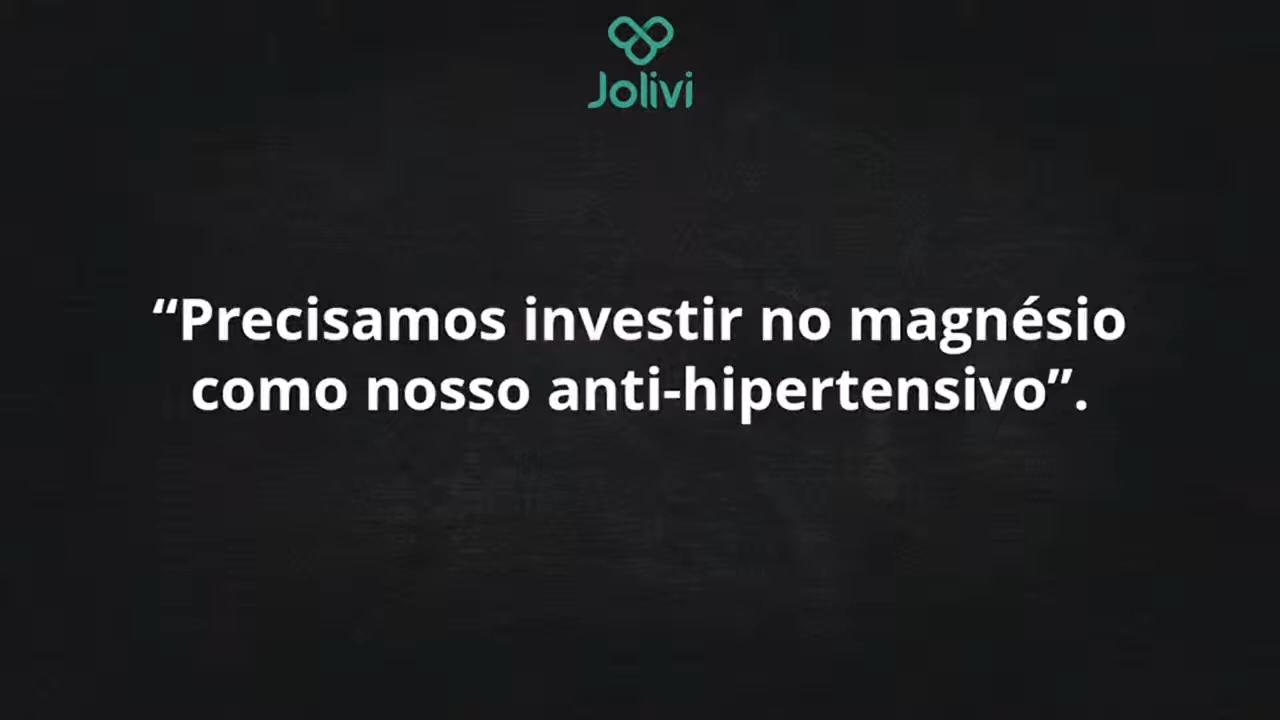 Jolivi
“Precisamos investir no magnésio
como nosso anti-hipertensivo”.